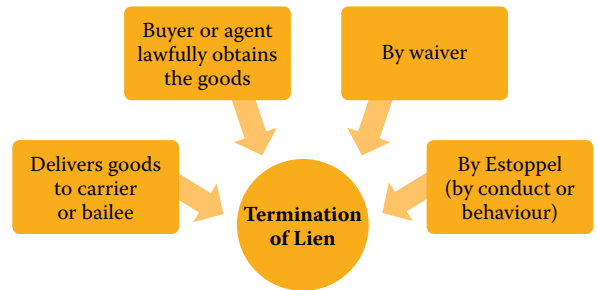 Buyer or agent
lawfully obtains
the goods
By waiver
Delivers goods
to carrier
or bailee
By Estoppel
(by conduct or
behaviour)
Termination
of Lien